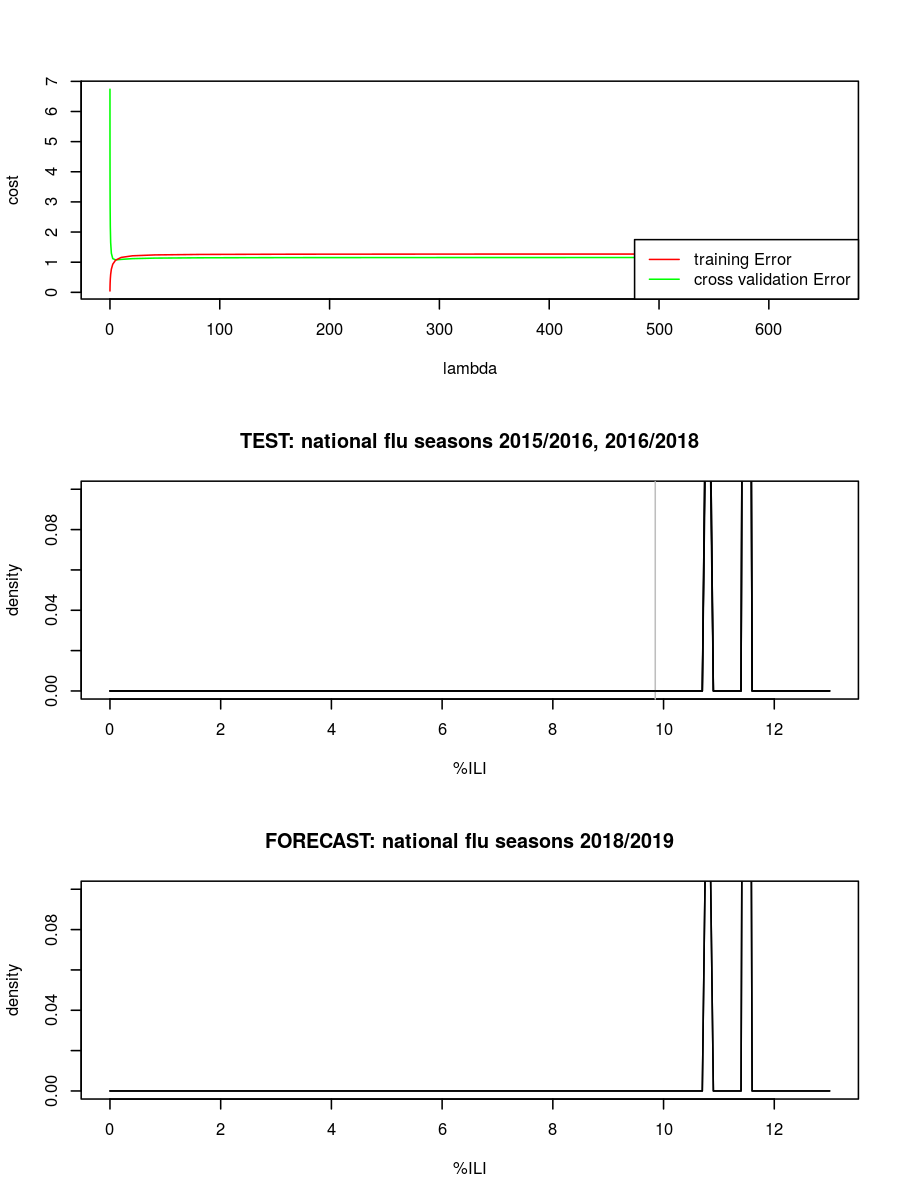 cost
0 1 2 3 4 5 6 7
training Error
cross validation Error
0 100 200 300 400 500 600
lambda
TEST: national flu seasons 2015/2016, 2016/2018
density
0.00 0.04 0.08
0 2 4 6 8 10 12
%ILI
FORECAST: national flu seasons 2018/2019
density
0.00 0.04 0.08
0 2 4 6 8 10 12
%ILI